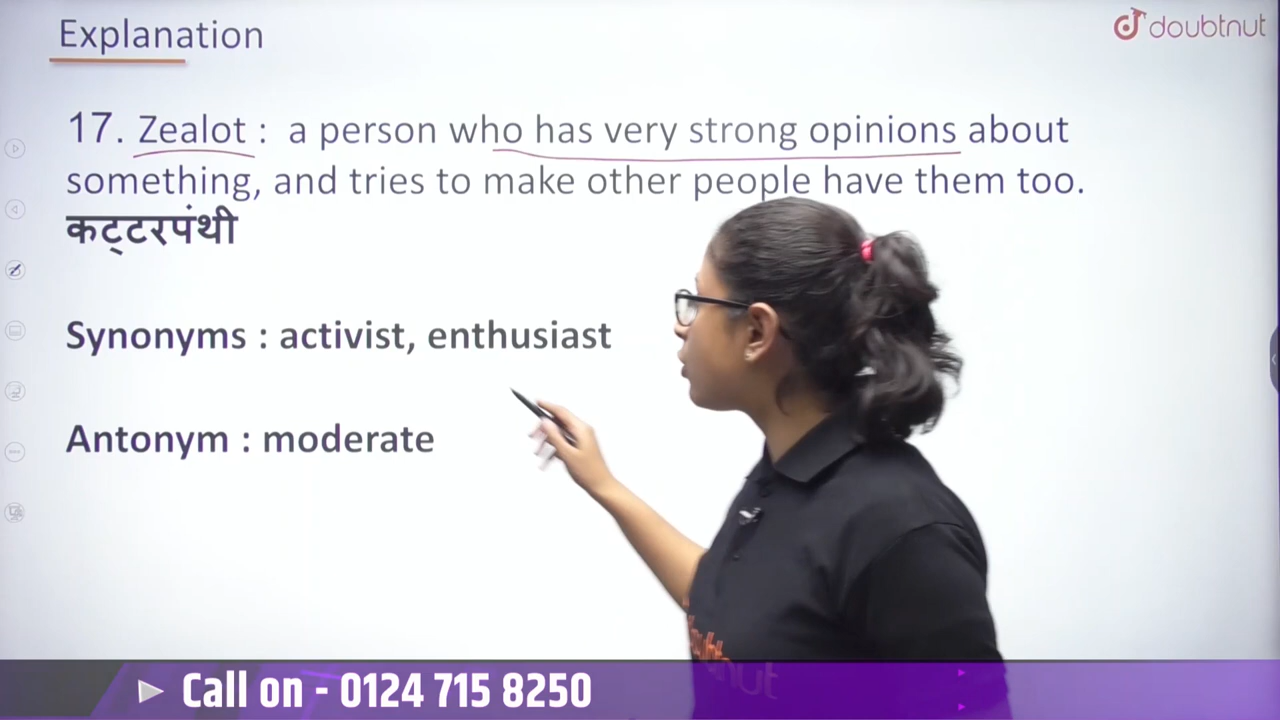 Explanation
doubtnut
17. Zealot : a person who has very strong opinions about
something, and tries to make other people have them too.
कट्टरपंथी
Synonyms : activist, enthusiast
Antonym : moderate
Call on - 0124 715 8250